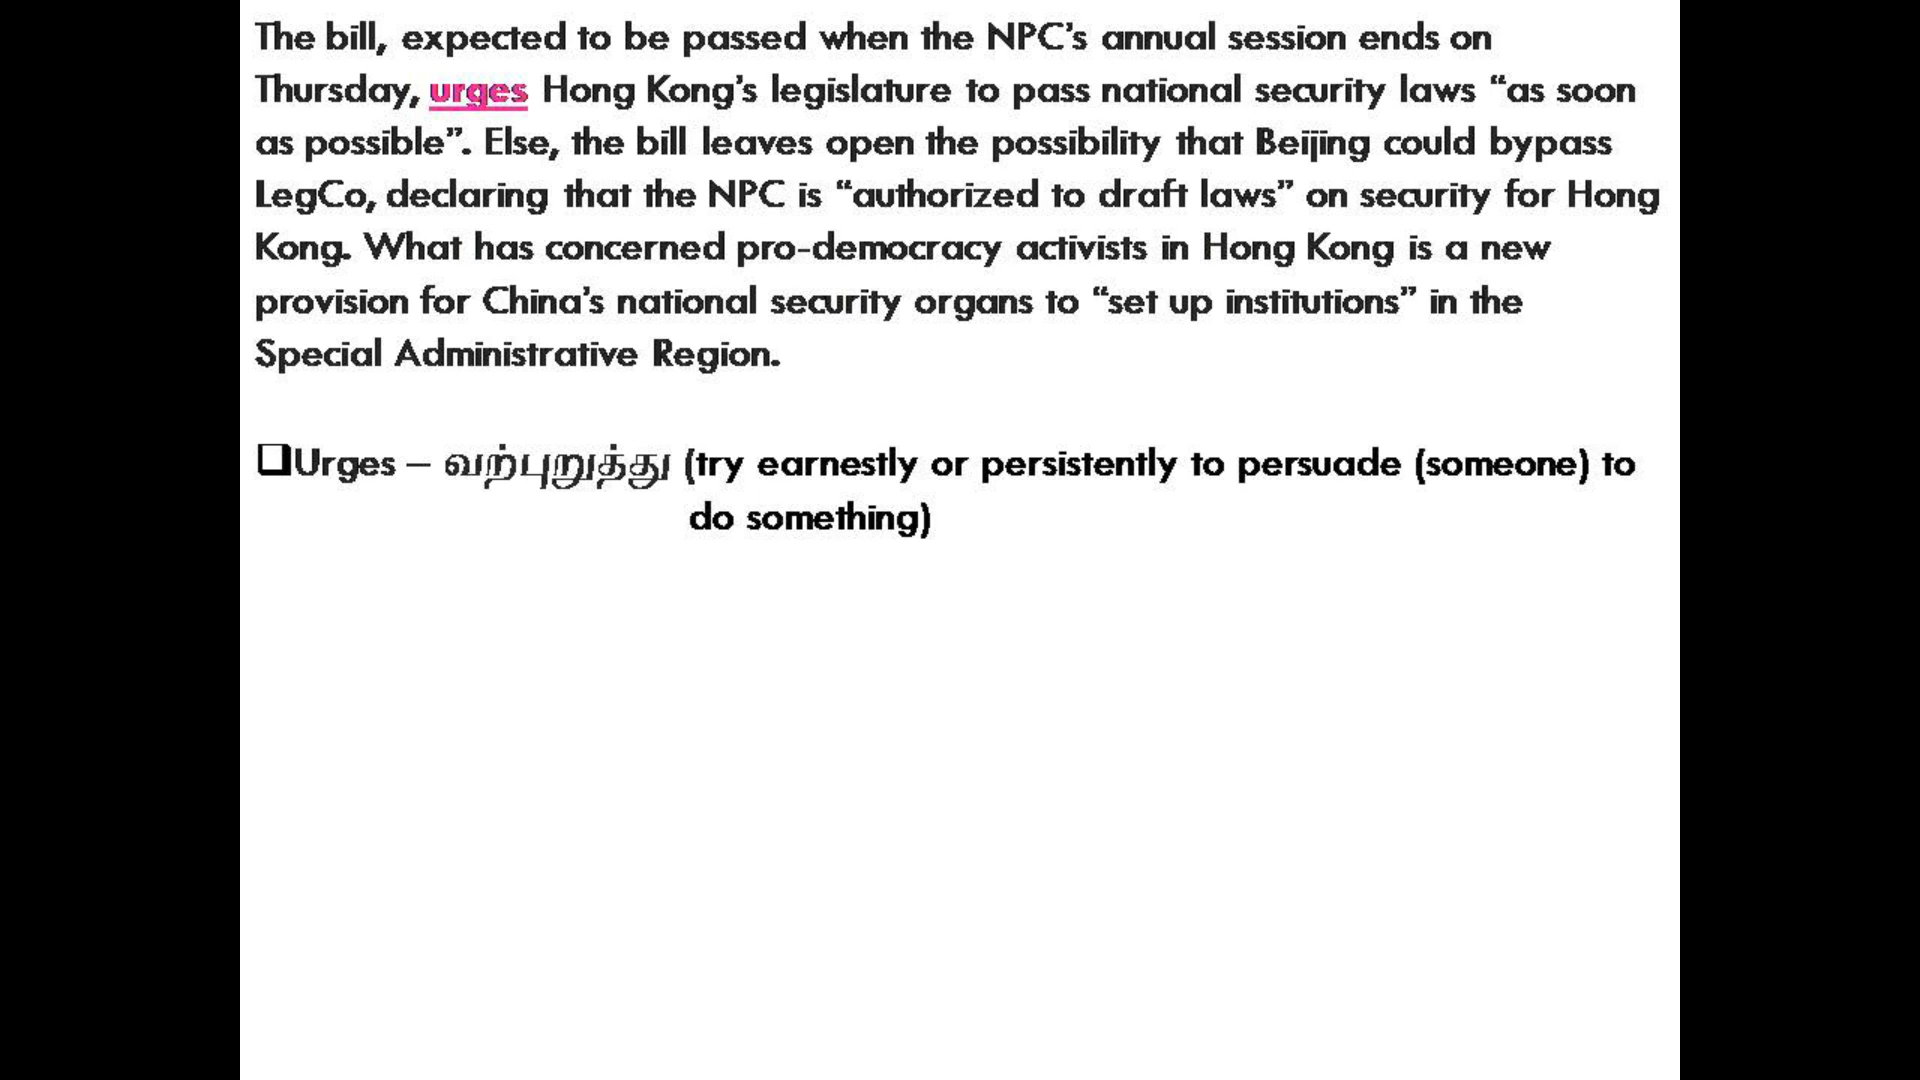 The bill, expected to be passed when the NPC’s annual session ends on
Thursday, urges Hong Kong’s legislature to pass national security laws “as soon
as possible”. Else, the bill leaves open the possibility that Beijing could bypass
LegCo, declaring that the NPC is “authorized to draft laws” on security for Hong
Kong. What has concerned pro-democracy activists in Hong Kong is a new
provision for China’s national security organs to “set up institutions” in the
Special Administrative Region.
❑Urges – வற்புறுத்து (try earnestly or persistently to persuade (someone) to
do something)